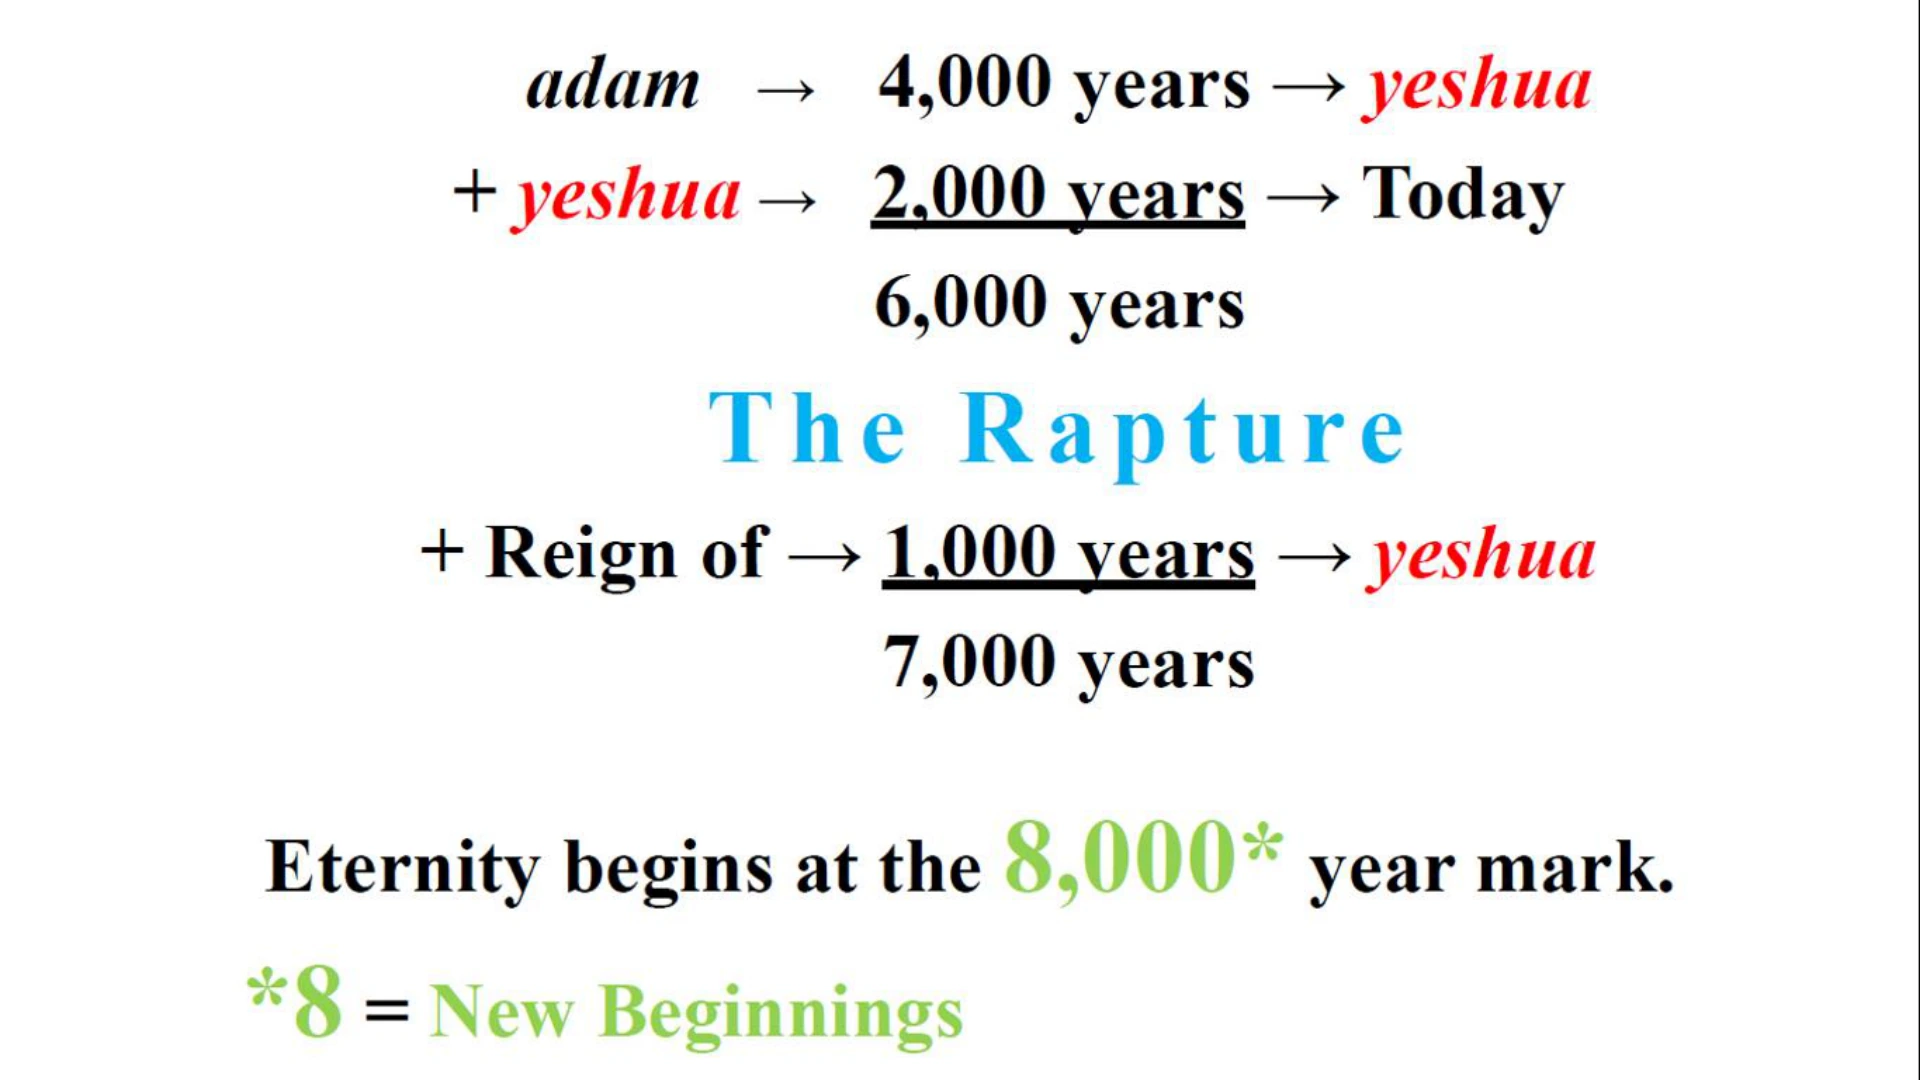 adam → 4,000 years → yeshua
+ yeshua → 2,000 years → Today
6,000 years
The Rapture
+ Reign of → 1,000 years → yeshua
7,000 years
Eternity begins at the 8,000* year mark.
*8 = New Beginnings